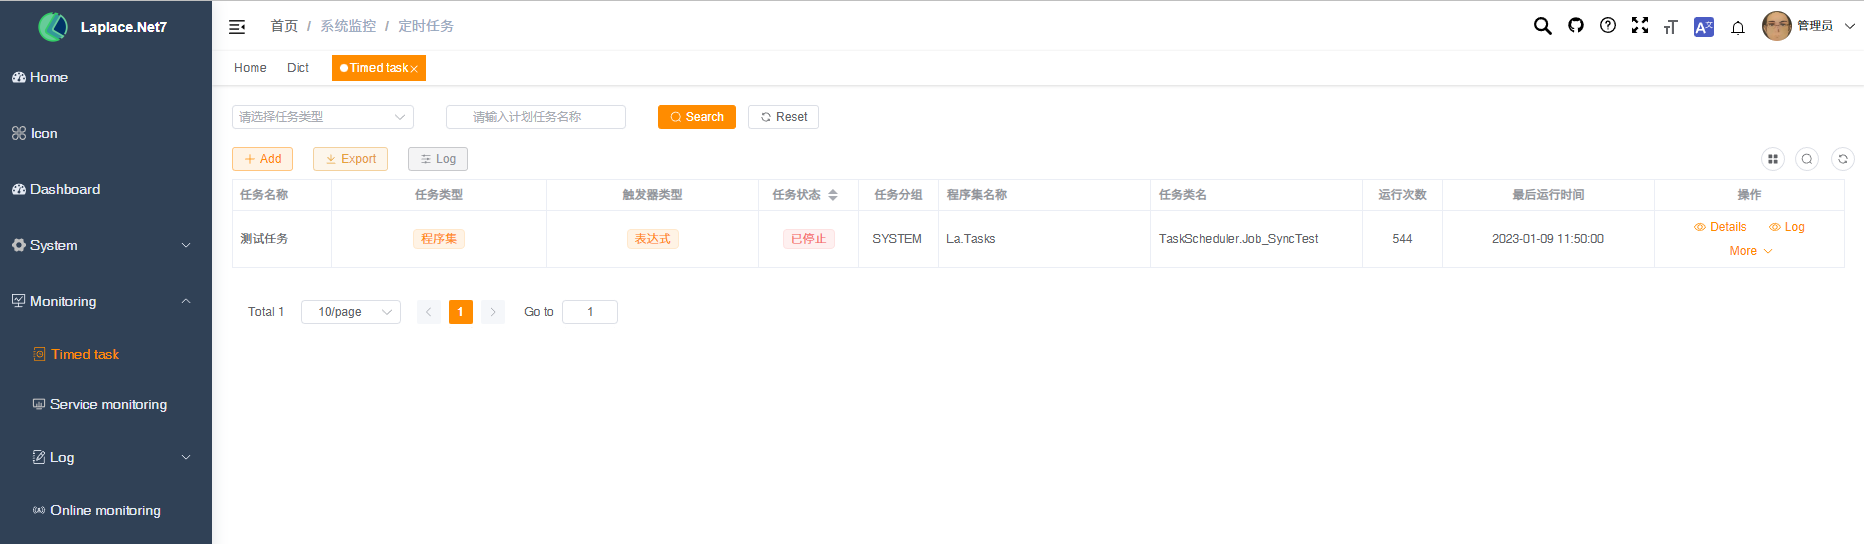 Laplace.Net7
Home
Icon
Dashboard
System
Monitoring
Timed task
Service monitoring
Log
Online monitoring
首页 / 系统监控 / 定时任务
管理员
Home Dict Timed task
请选择任务类型 请输入计划任务名称 Search Reset
Add Export Log
任务名称 任务类型 触发器类型 任务状态 任务分组 程序集名称 任务类名 运行次数 最后运行时间 操作
测试任务 程序集 表达式 已停止 SYSTEM La.Tasks TaskScheduler.Job_SyncTest 544 2023-01-09 11:50:00 Details Log
More
Total 1 10/page 1 Go to 1